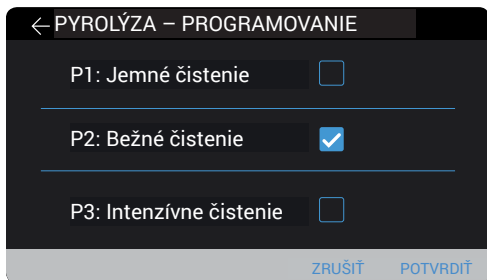 PYROLÝZA – PROGRAMOVANIE
P1: Jemné čistenie
P2: Bežné čistenie
P3: Intenzívne čistenie
ZRUŠIŤ POTVRDIŤ